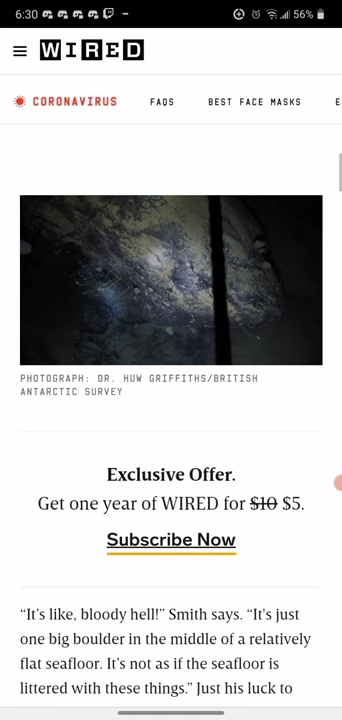 6:30 56%
WIRED
CORONAVIRUS FAQS BEST FACE MASKS E
PHOTOGRAPH: DR. HUW GRIFFITHS/BRITISH
ANTARCTIC SURVEY
Exclusive Offer.
Get one year of WIRED for $10 $5.
Subscribe Now
“It’s like, bloody hell!” Smith says. “It's just
one big boulder in the middle of a relatively
flat seafloor. It's not as if the seafloor is
littered with these things.” Just his luck to